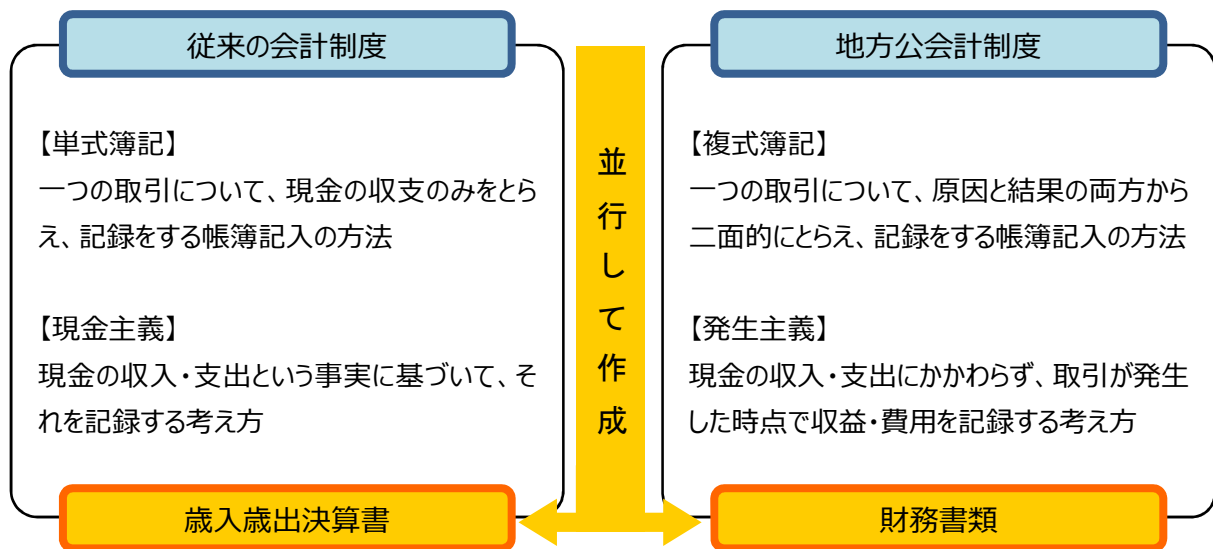 従来の会計制度
【単式簿記】
一つの取引について、現金の収支のみをとら
え、記録をする帳簿記入の方法
【現金主義】
現金の収入・支出という事実に基づいて、そ
れを記録する考え方
歳入歳出決算書
並行して作成
地方公会計制度
【複式簿記】
一つの取引について、原因と結果の両方から
二面的にとらえ、記録をする帳簿記入の方法
【発生主義】
現金の収入・支出にかかわらず、取引が発生
した時点で収益・費用を記録する考え方
財務書類